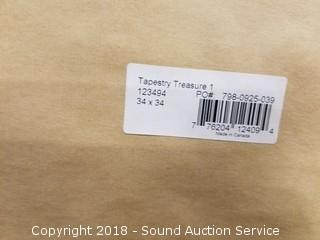 Tapestry Treasure 1
123494 PO#: 798-0925-039
34 x 34
7 76204 12409 4
Made in Canada
Copyright 2018 - Sound Auction Service